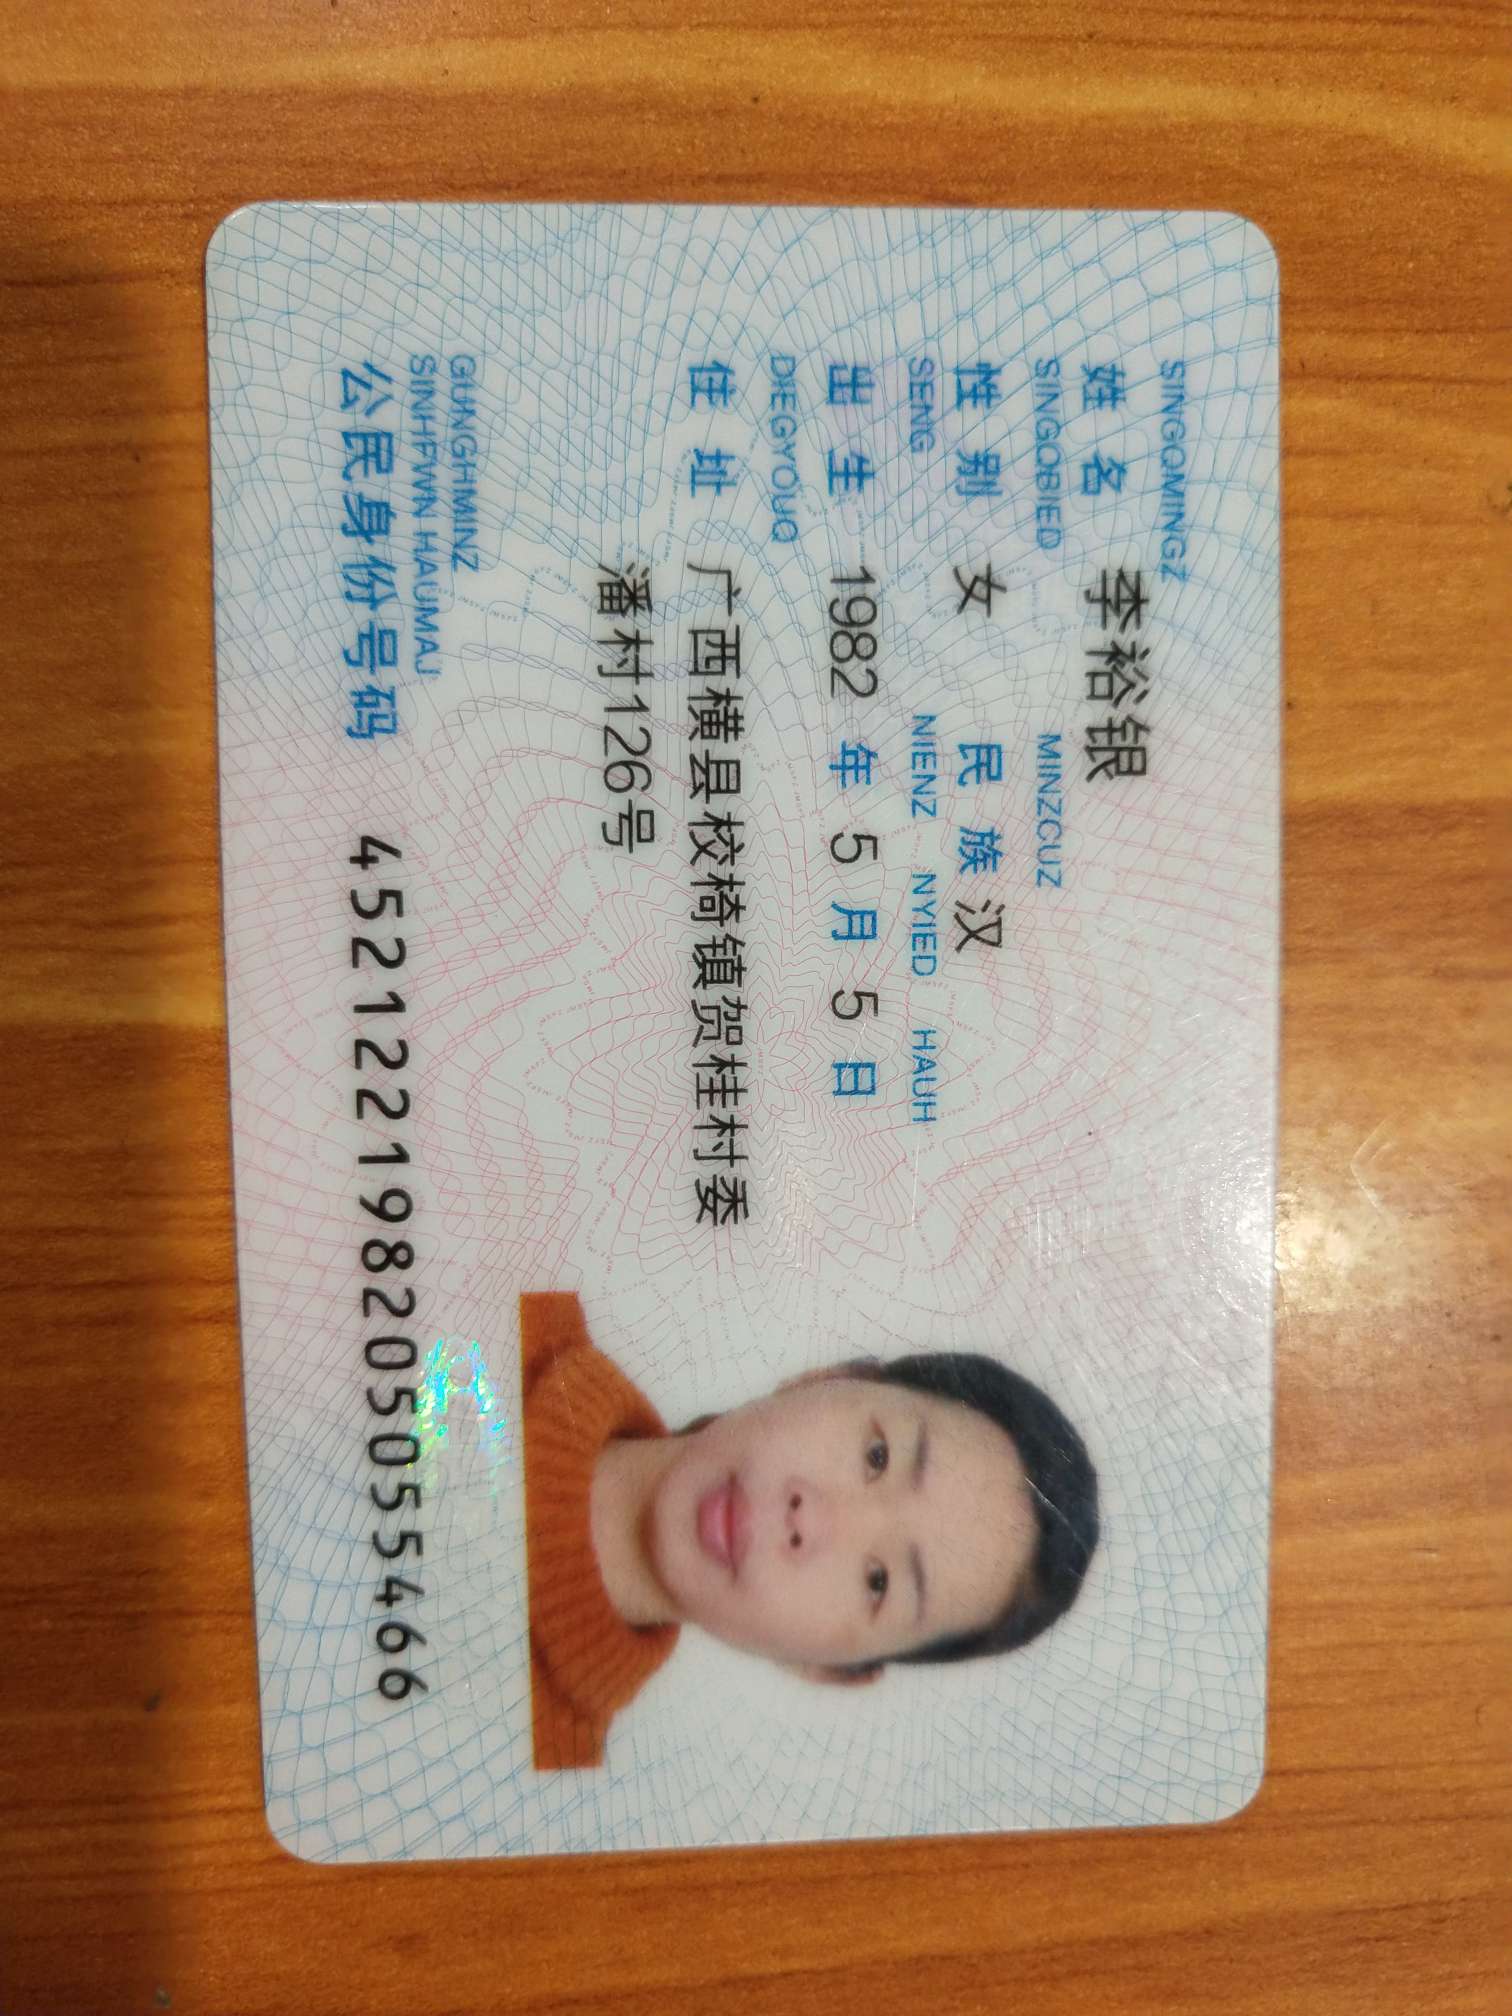 SINGQMINGZ
姓名 李裕银
SINGQBIED MINZCUZ
性别 女 民族 汉
SENG NIENZ NYIED HAUH
出生 1982 年 5 月 5 日
DIEGYOUQ
住址 广西横县校椅镇贺桂村委
潘村126号
GUNGHMINZ
SINHFWN HAUMAJ
公民身份号码 452122198205055466